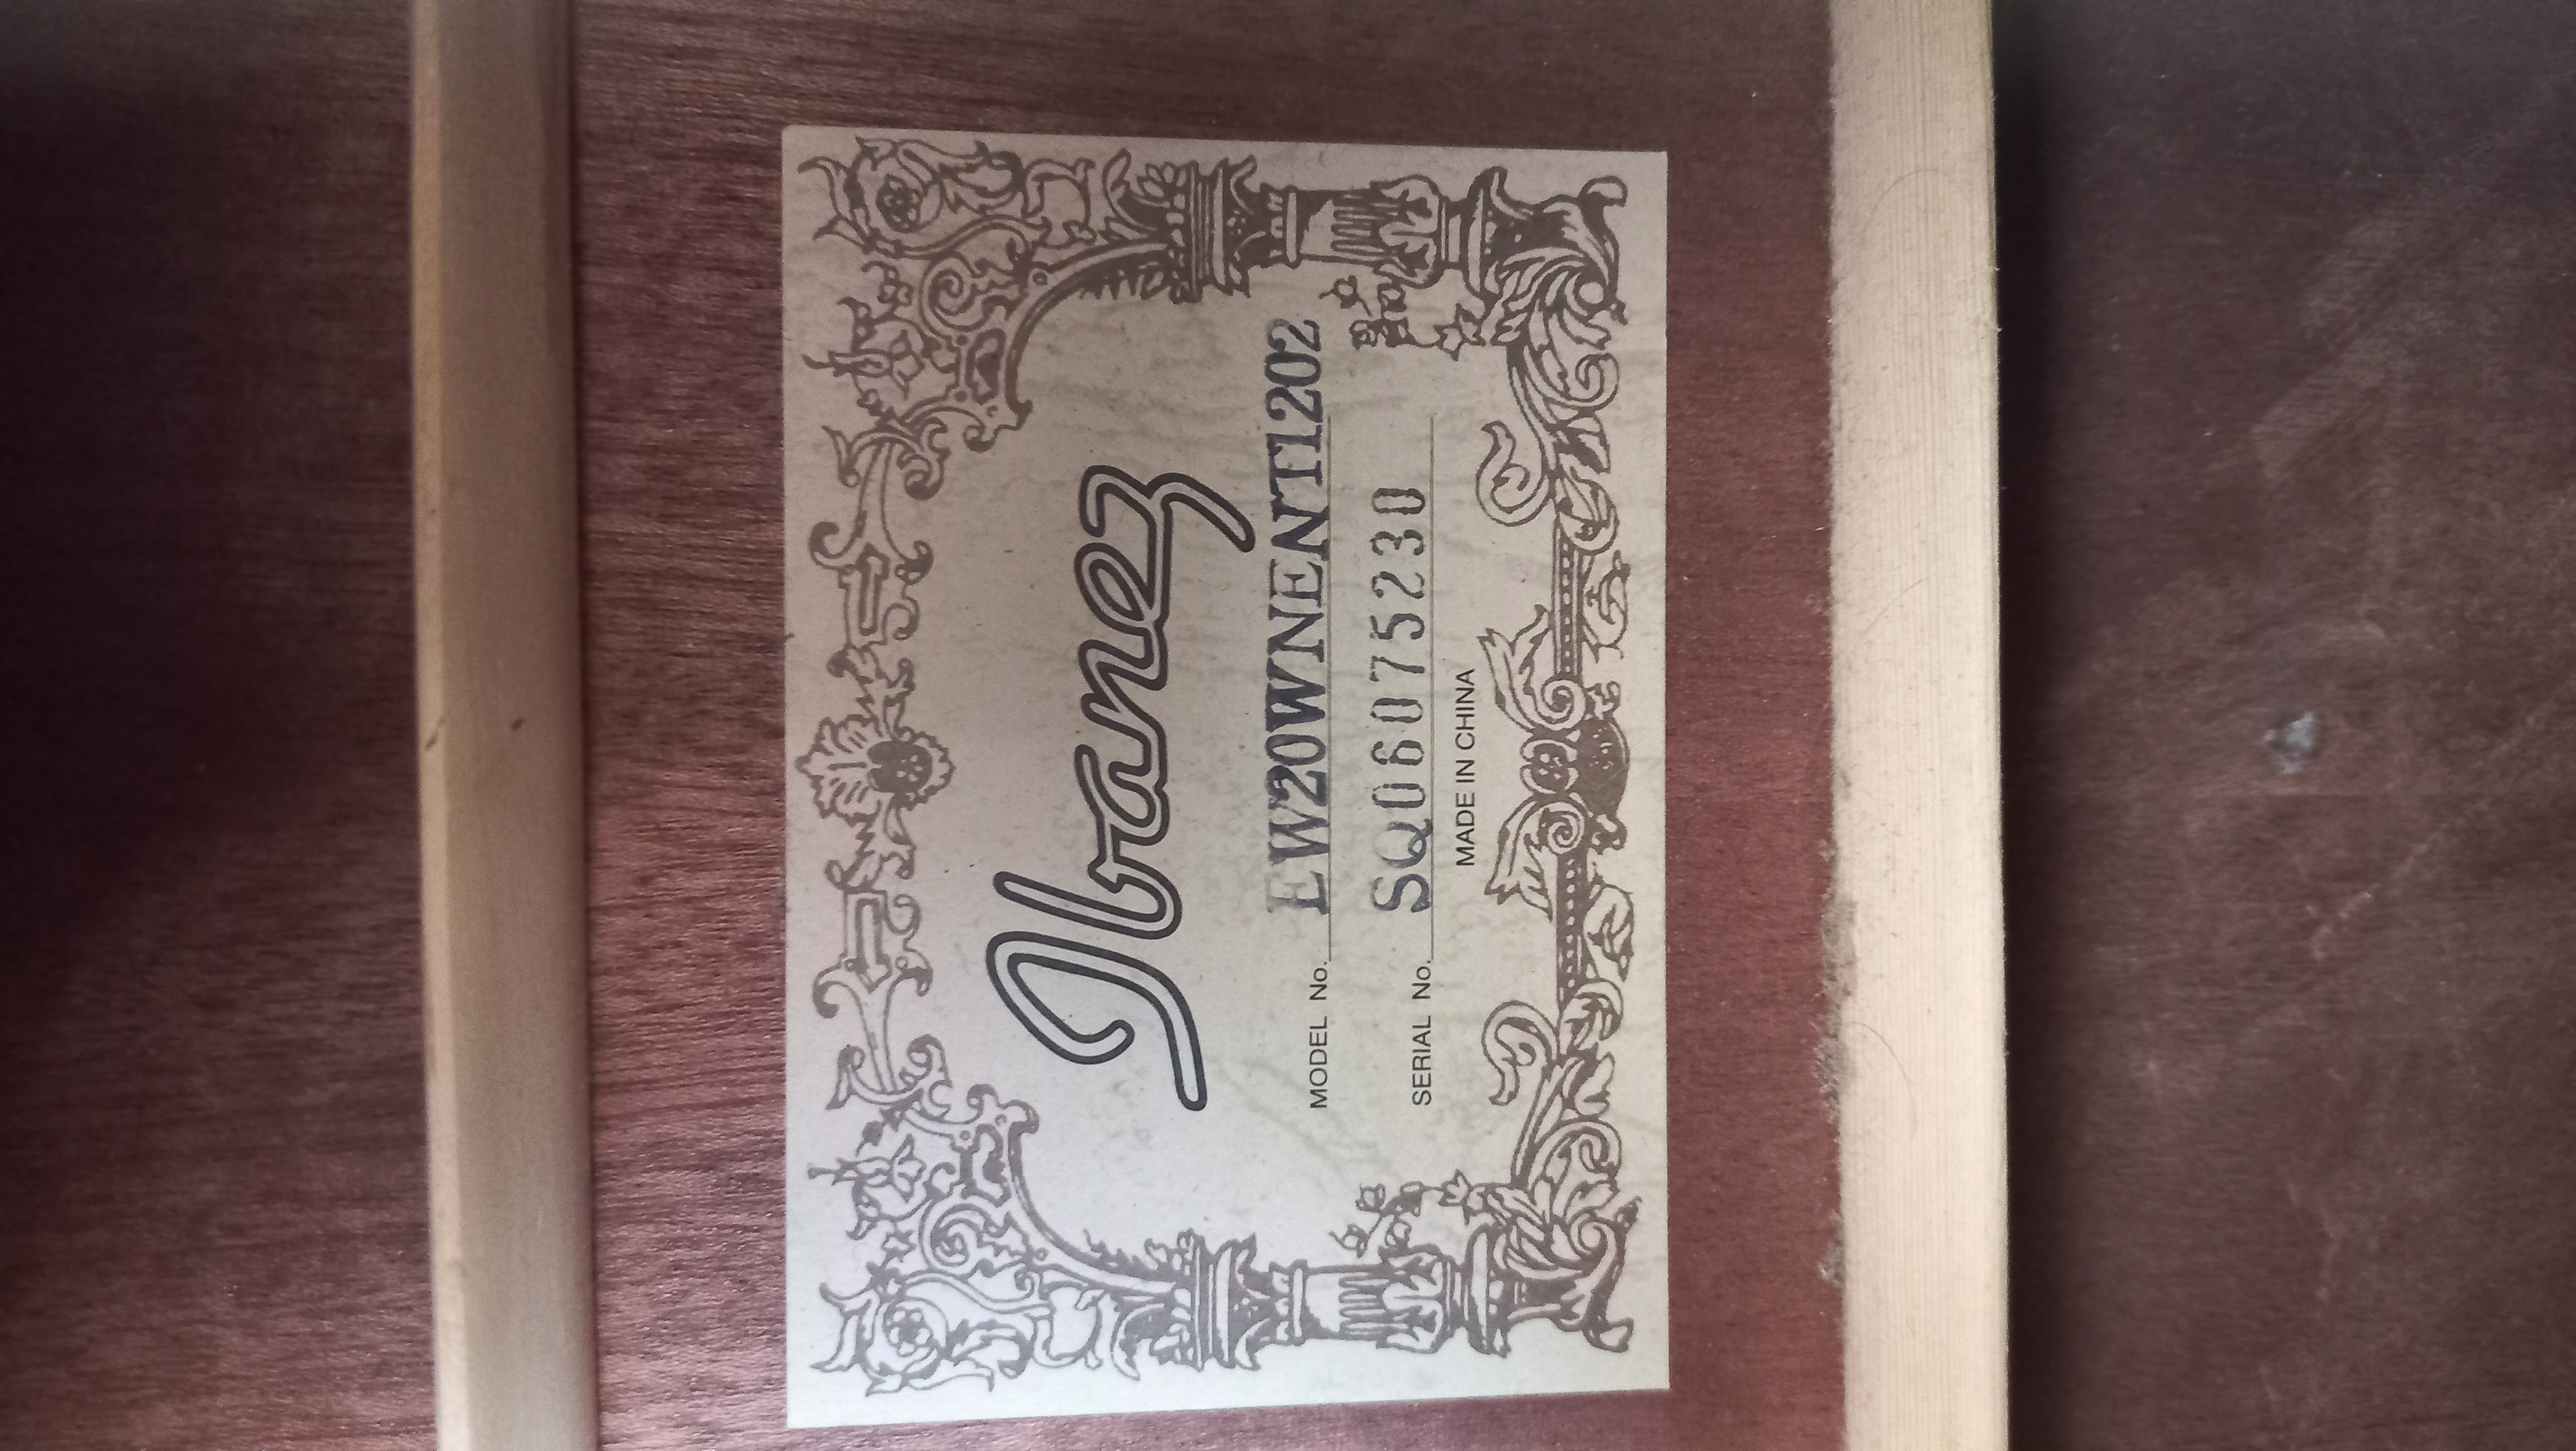 Ibanez
MODEL No. EW20WNENT1202
SERIAL No. SQ06075230
MADE IN CHINA